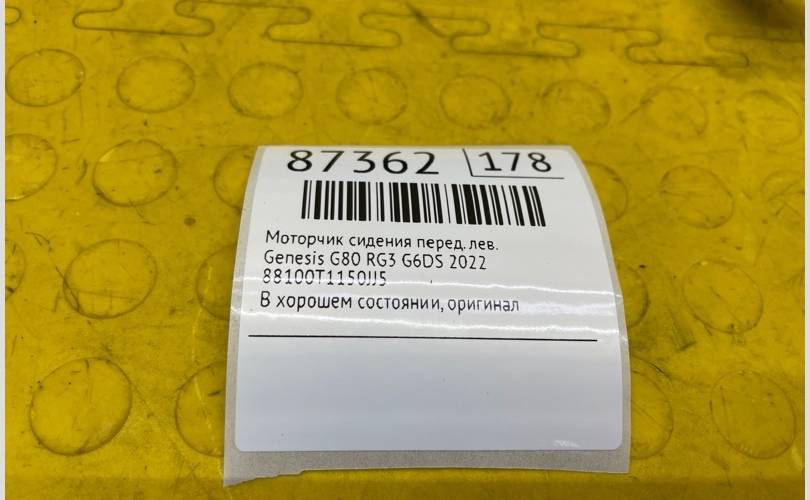 87362 178
Моторчик сидения перед. лев.
Genesis G80 RG3 G6DS 2022
88100T1150JJ5
В хорошем состоянии, оригинал